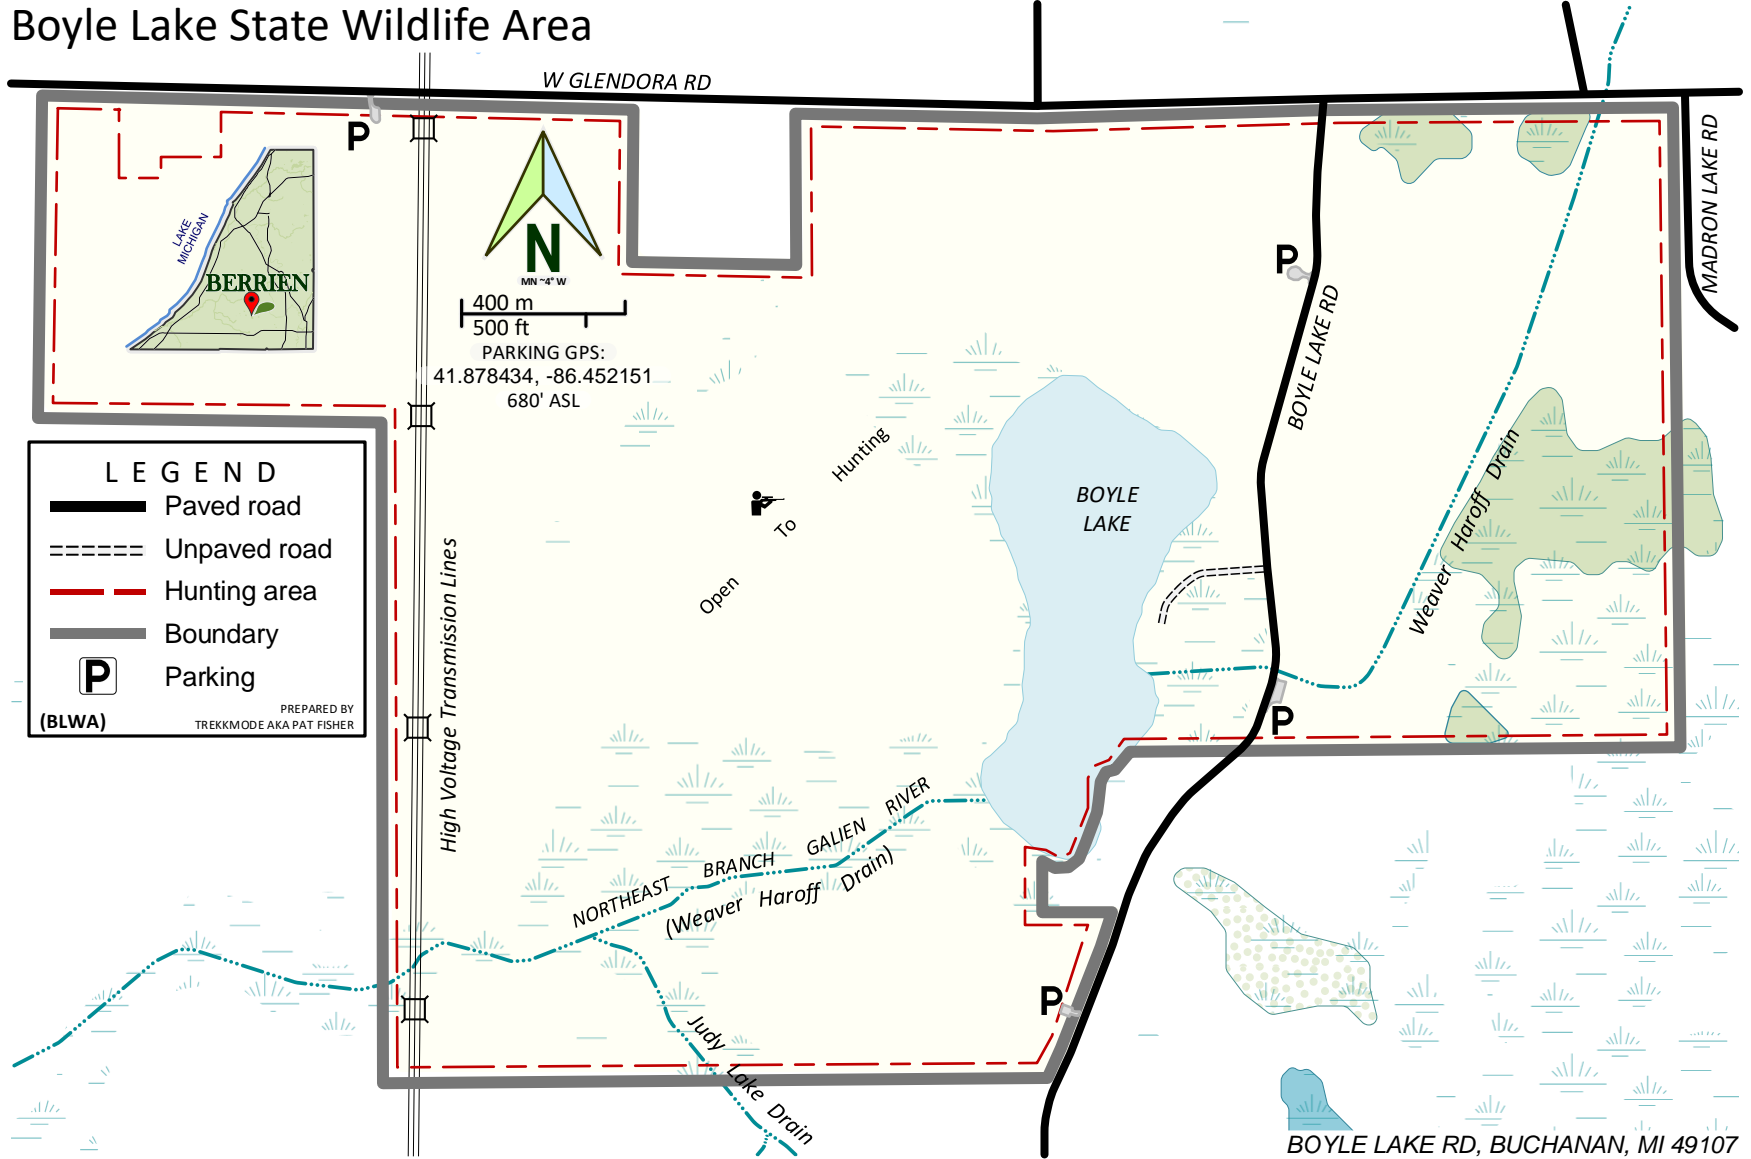 Boyle Lake State Wildlife Area
W GLENDORA RD
P
MADRON LAKE RD
LAKE
MICHIGAN
BERRIEN
N
MN ~4° W
400 m
500 ft
PARKING GPS:
41.878434, -86.452151
680' ASL
P
BOYLE LAKE RD
Hunting
To
Open
BOYLE
LAKE
Weaver Haroff Drain
LEGEND
Paved road
Unpaved road
Hunting area
Boundary
P Parking
PREPARED BY
(BLWA) TREKKMODE AKA PAT FISHER
High Voltage Transmission Lines
P
NORTHEAST BRANCH GALIEN RIVER
(Weaver Haroff Drain)
P
Judy Lake Drain
BOYLE LAKE RD, BUCHANAN, MI 49107